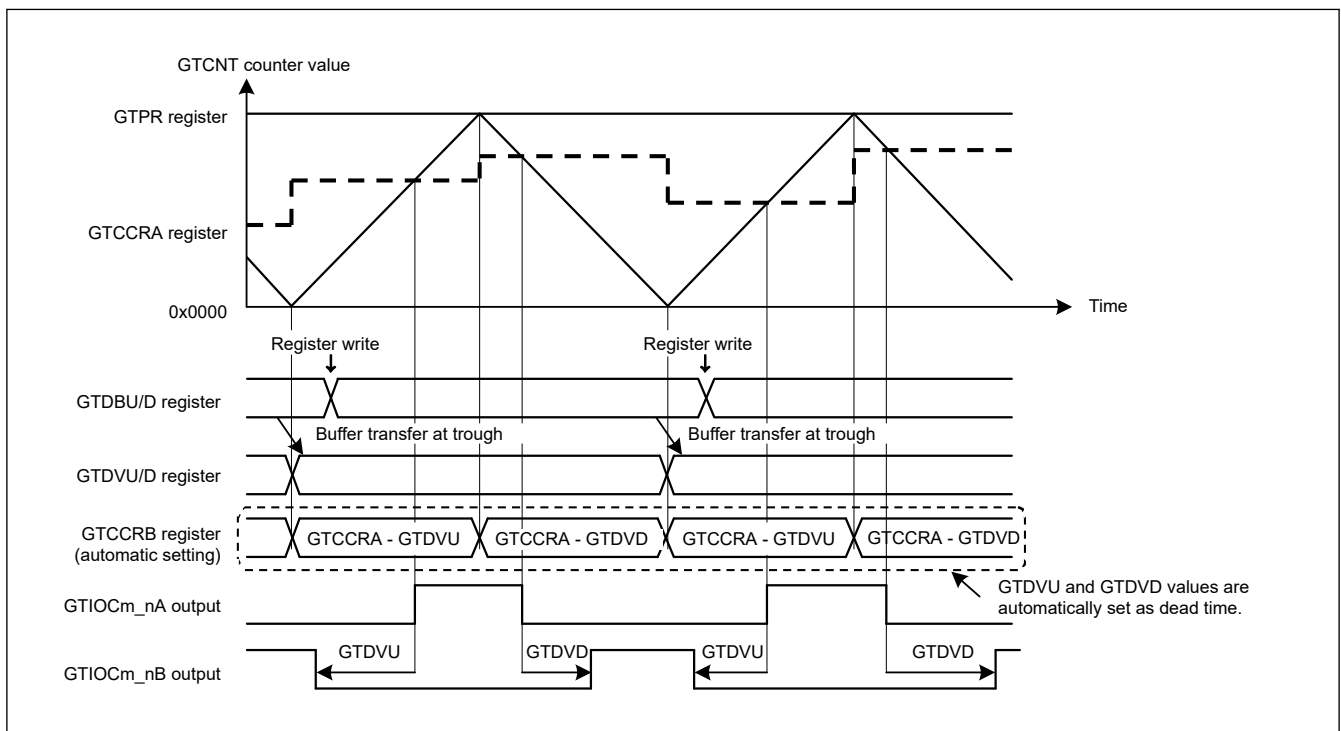 GTCNT counter value
GTPR register
GTCCRA register
0x0000
Time
Register write
Register write
GTDBU/D register
Buffer transfer at trough
Buffer transfer at trough
GTDVU/D register
GTCCRB register
(automatic setting)
GTCCRA - GTDVU
GTCCRA - GTDVD
GTCCRA - GTDVU
GTCCRA - GTDVD
GTDVU and GTDVD values are
automatically set as dead time.
GTIOCm_nA output
GTDVU
GTDVD
GTDVU
GTDVD
GTIOCm_nB output